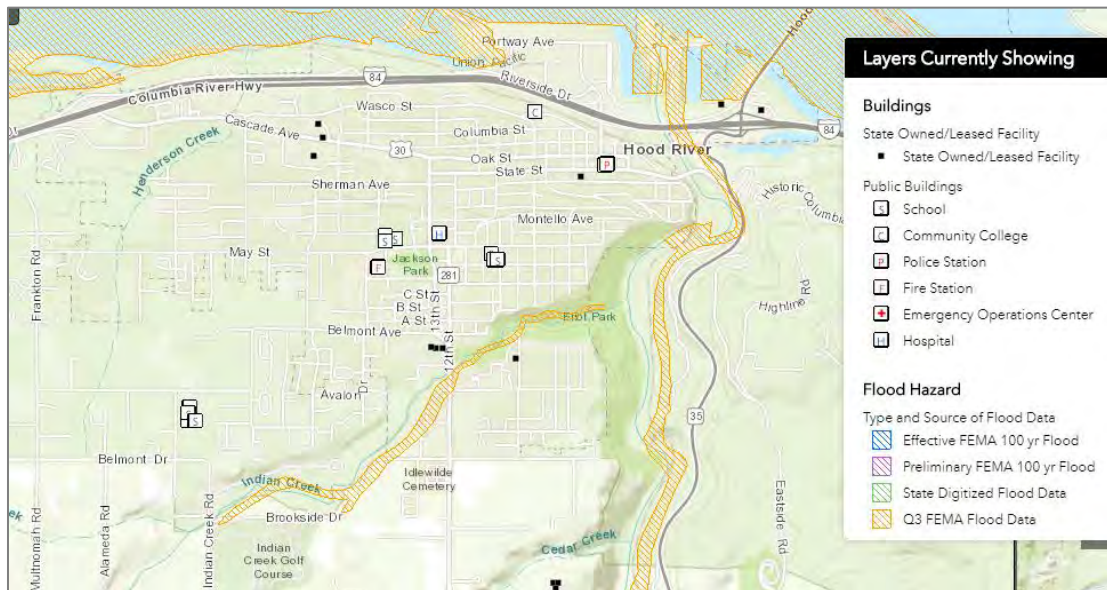 Portway Ave
Union Pacific
Hood
84
Riverside Dr
Columbia River-Hwy
Wasco St
C
Cascade Ave
Columbia St
84
Henderson Creek
30
Oak St
Hood River
State St
P
Sherman Ave
Historic Columbia
Montello Ave
H
S
S
May St
Jackson
Park
S
F
281
Frankton Rd
C St
B St
A St
13th St
Highline
Rd
Eliot Park
Belmont Ave
12th St
Avalon
Dr
35
S
Belmont Dr
Indian Creek
Idlewilde
Cemetery
Brookside Dr
Multnomah Rd
Alameda Rd
Indian Creek Rd
Eastside Rd
Cedar Creek
Indian
Creek Golf
Course
Layers Currently Showing
Buildings
State Owned/Leased Facility
State Owned/Leased Facility
Public Buildings
S School
C Community College
P Police Station
F Fire Station
Emergency Operations Center
H Hospital
Flood Hazard
Type and Source of Flood Data
Effective FEMA 100 yr Flood
Preliminary FEMA 100 yr Flood
State Digitized Flood Data
Q3 FEMA Flood Data